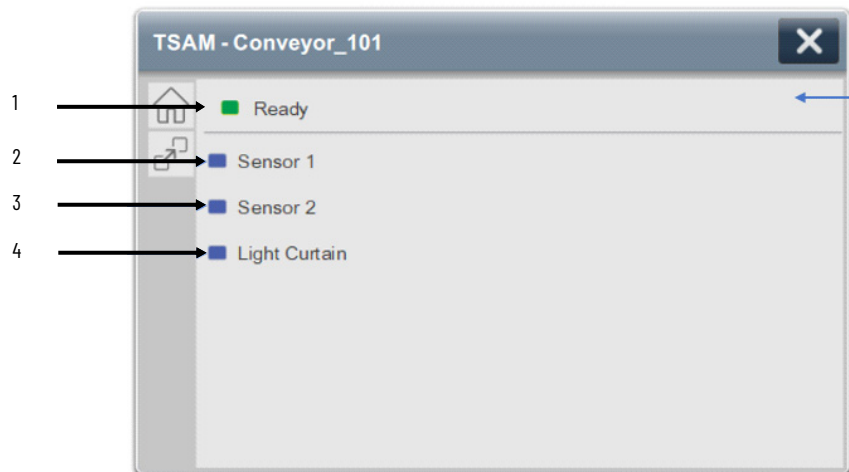 TSAM - Conveyor_101
1 Ready
2 Sensor 1
3 Sensor 2
4 Light Curtain